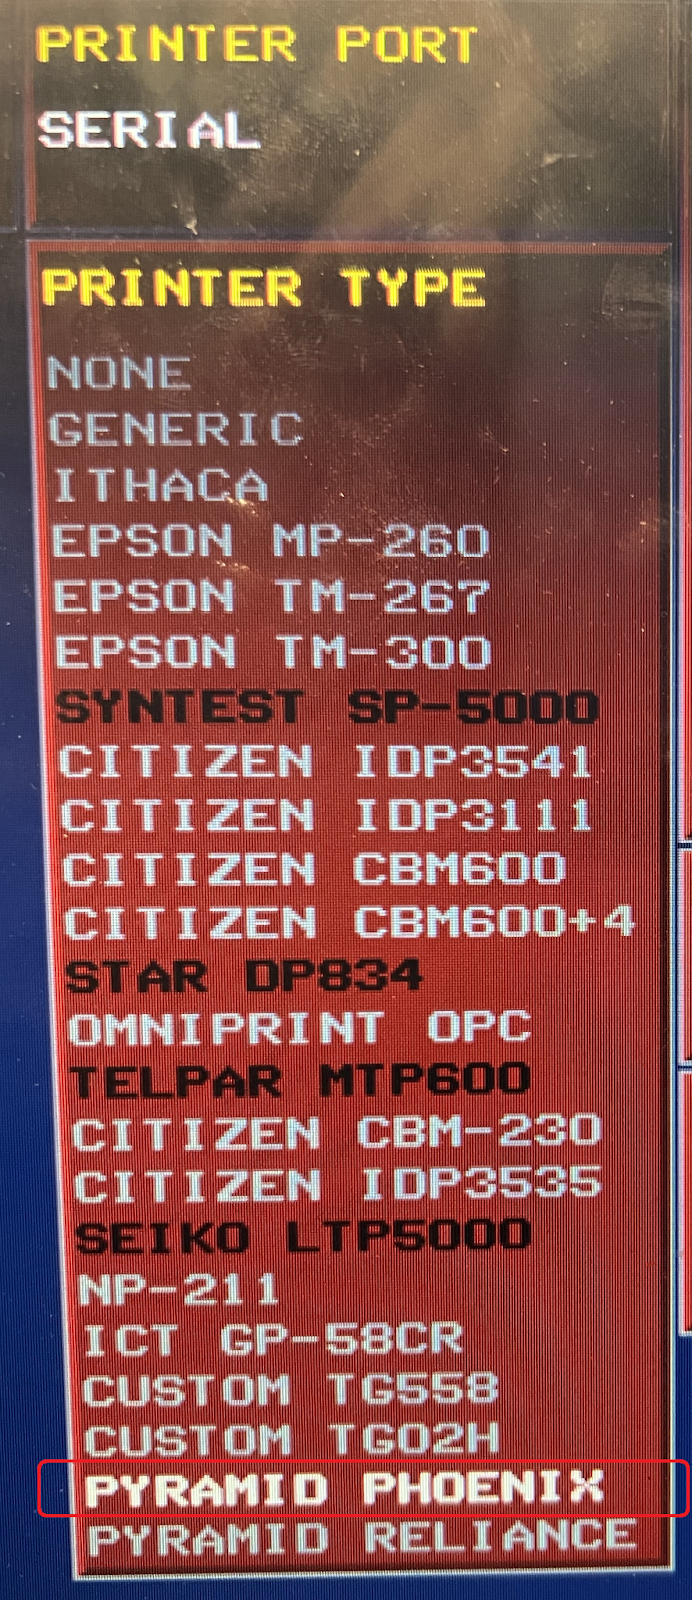 PRINTER PORT
SERIAL
PRINTER TYPE
NONE
GENERIC
ITHACA
EPSON MP-260
EPSON TM-267
EPSON TM-300
SYNTEST SP-5000
CITIZEN IDP3541
CITIZEN IDP3111
CITIZEN CBM600
CITIZEN CBM600+4
STAR DP834
OMNIPRINT OPC
TELPAR MTP600
CITIZEN CBM-230
CITIZEN IDP3535
SEIKO LTP5000
NP-211
ICT GP-58CR
CUSTOM TG558
CUSTOM TG02H
PYRAMID PHOENIX
PYRAMID RELIANCE